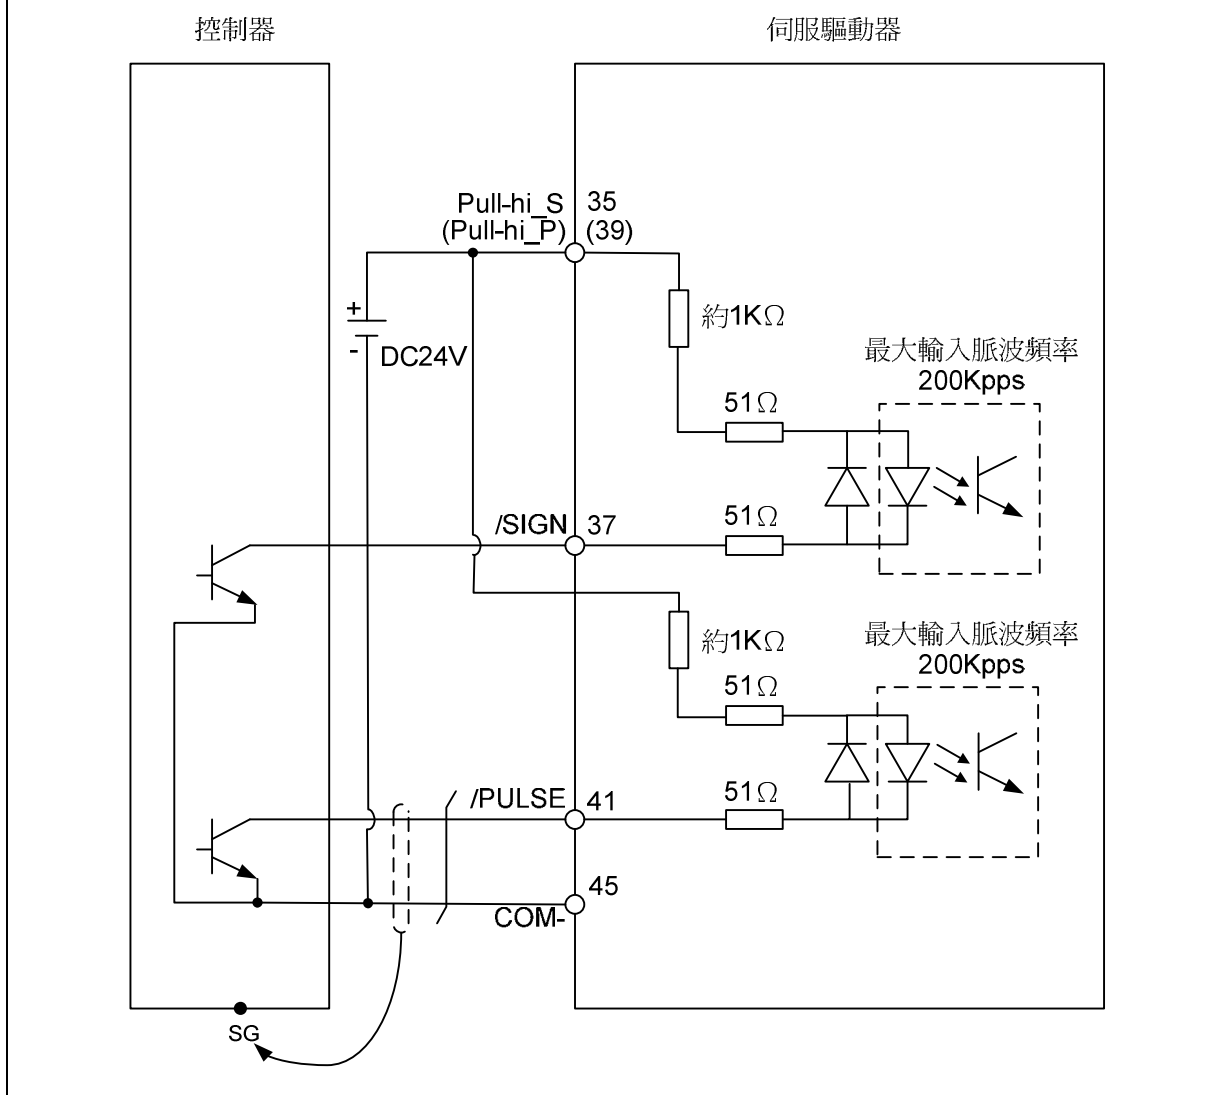 控制器
伺服驅動器
Pull-hi_S
35
(Pull-hi_P)
(39)
+
-
DC24V
約1KΩ
最大輸入脈波頻率
200Kpps
51Ω
/SIGN
37
51Ω
約1KΩ
最大輸入脈波頻率
200Kpps
51Ω
/PULSE
41
51Ω
45
COM-
SG